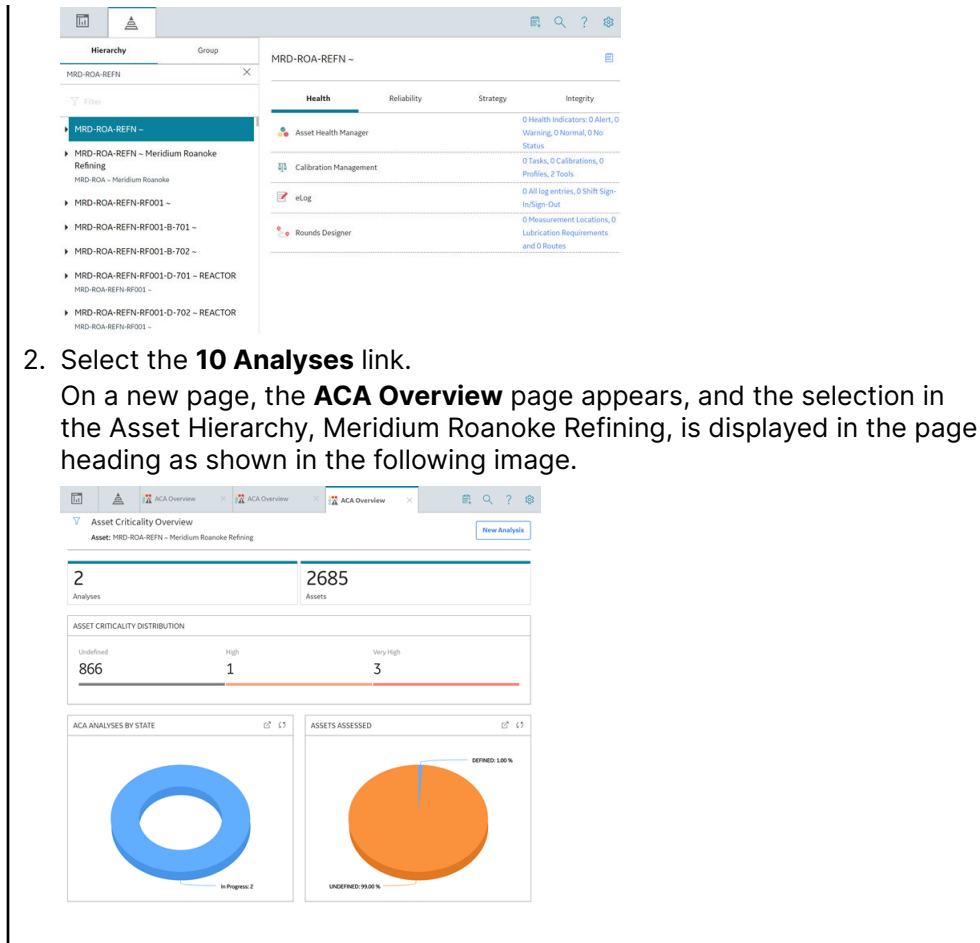 Hierarchy Group
MRD-ROA-REFN
Filter
MRD-ROA-REFN ~
MRD-ROA-REFN ~ Meridium Roanoke
Refining
MRD-ROA ~ Meridium Roanoke
MRD-ROA-REFN-RF001 ~
MRD-ROA-REFN-RF001-B-701 ~
MRD-ROA-REFN-RF001-B-702 ~
MRD-ROA-REFN-RF001-D-701 ~ REACTOR
MRD-ROA-REFN-RF001 ~
MRD-ROA-REFN-RF001-D-702 ~ REACTOR
MRD-ROA-REFN-RF001 ~
MRD-ROA-REFN ~
Health Reliability Strategy Integrity
Asset Health Manager
0 Health Indicators: 0 Alert, 0
Warning, 0 Normal, 0 No
Status
Calibration Management
0 Tasks, 0 Calibrations, 0
Profiles, 2 Tools
eLog
0 All log entries, 0 Shift Sign-
In/Sign-Out
Rounds Designer
0 Measurement Locations, 0
Lubrication Requirements
and 0 Routes
2. Select the 10 Analyses link.
On a new page, the ACA Overview page appears, and the selection in
the Asset Hierarchy, Meridium Roanoke Refining, is displayed in the page
heading as shown in the following image.
ACA Overview ACA Overview ACA Overview
Asset Criticality Overview
Asset: MRD-ROA-REFN ~ Meridium Roanoke Refining
New Analysis
2
Analyses
2685
Assets
ASSET CRITICALITY DISTRIBUTION
Undefined High Very High
866 1 3
ACA ANALYSES BY STATE
In Progress: 2
ASSETS ASSESSED
DEFINED: 1.00 %
UNDEFINED: 99.00 %